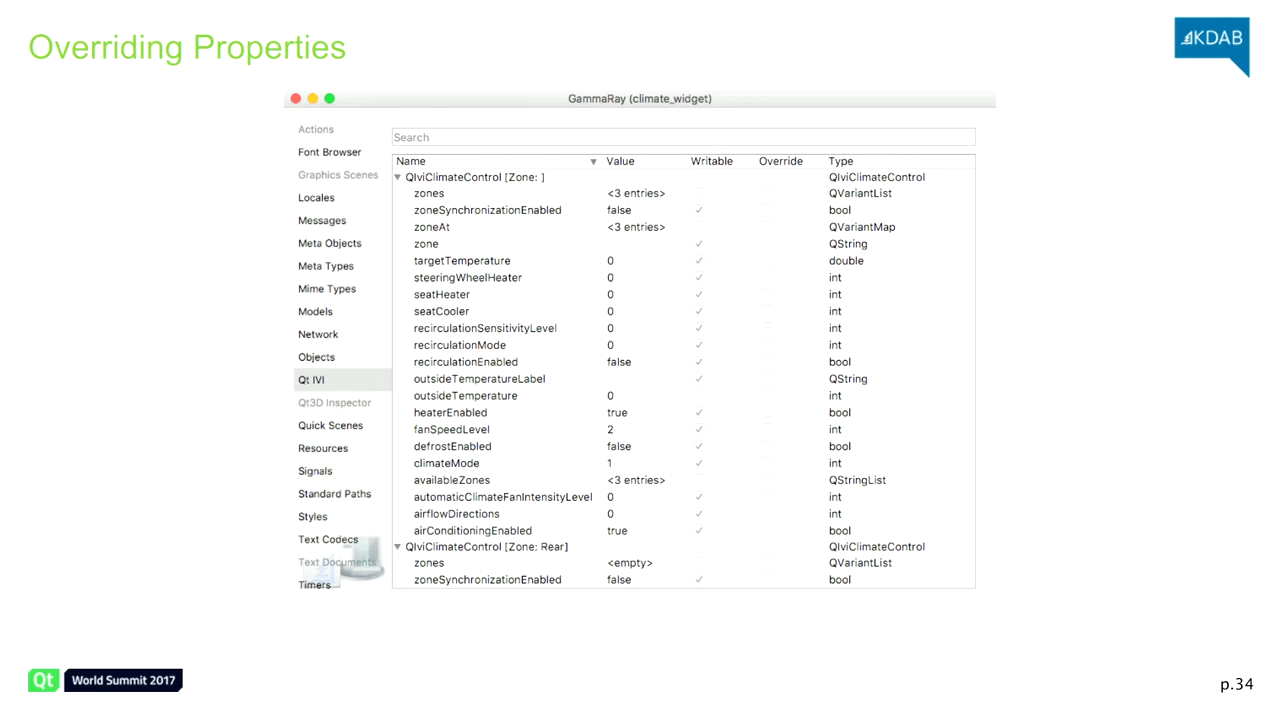 Overriding Properties
KDAB
GammaRay (climate_widget)
Actions
Font Browser
Graphics Scenes
Locales
Messages
Meta Objects
Meta Types
Mime Types
Models
Network
Objects
Qt IVI
Qt3D Inspector
Quick Scenes
Resources
Signals
Standard Paths
Styles
Text Codecs
Text Documents
Timers
Search
Name Value Writable Override Type
QIviClimateControl [Zone: ] QIviClimateControl
zones <3 entries> QVariantList
zoneSynchronizationEnabled false ✓ bool
zoneAt <3 entries> QVariantMap
zone ✓ QString
targetTemperature 0 ✓ double
steeringWheelHeater 0 ✓ int
seatHeater 0 ✓ int
seatCooler 0 ✓ int
recirculationSensitivityLevel 0 ✓ int
recirculationMode 0 ✓ int
recirculationEnabled false ✓ bool
outsideTemperatureLabel ✓ QString
outsideTemperature 0 int
heaterEnabled true ✓ bool
fanSpeedLevel 2 ✓ int
defrostEnabled false ✓ bool
climateMode 1 ✓ int
availableZones <3 entries> QStringList
automaticClimateFanIntensityLevel 0 ✓ int
airflowDirections 0 ✓ int
airConditioningEnabled true ✓ bool
QIviClimateControl [Zone: Rear] QIviClimateControl
zones <empty> QVariantList
zoneSynchronizationEnabled false ✓ bool
Qt World Summit 2017
p.34